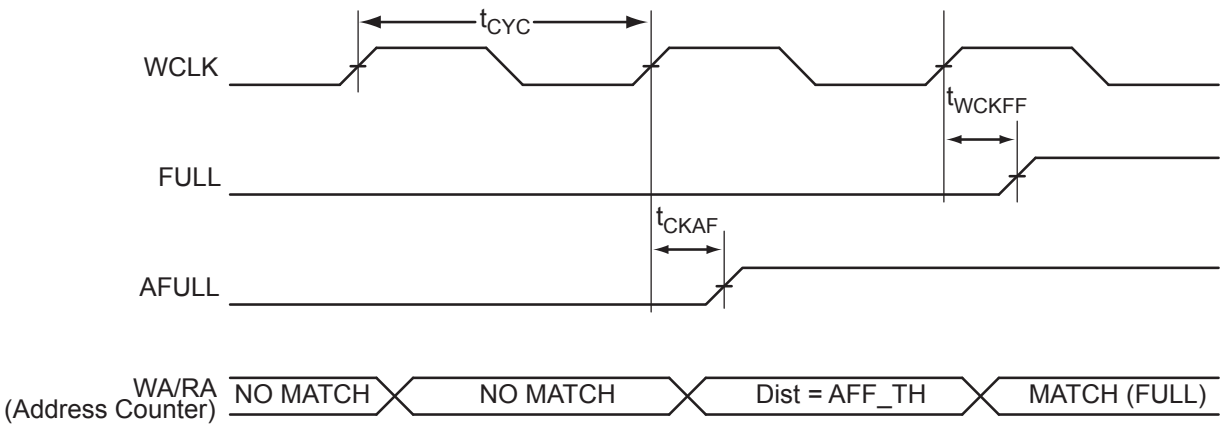 tCYC
WCLK
tWCKFF
FULL
tCKAF
AFULL
WA/RA
(Address Counter)
NO MATCH
NO MATCH
Dist = AFF_TH
MATCH (FULL)